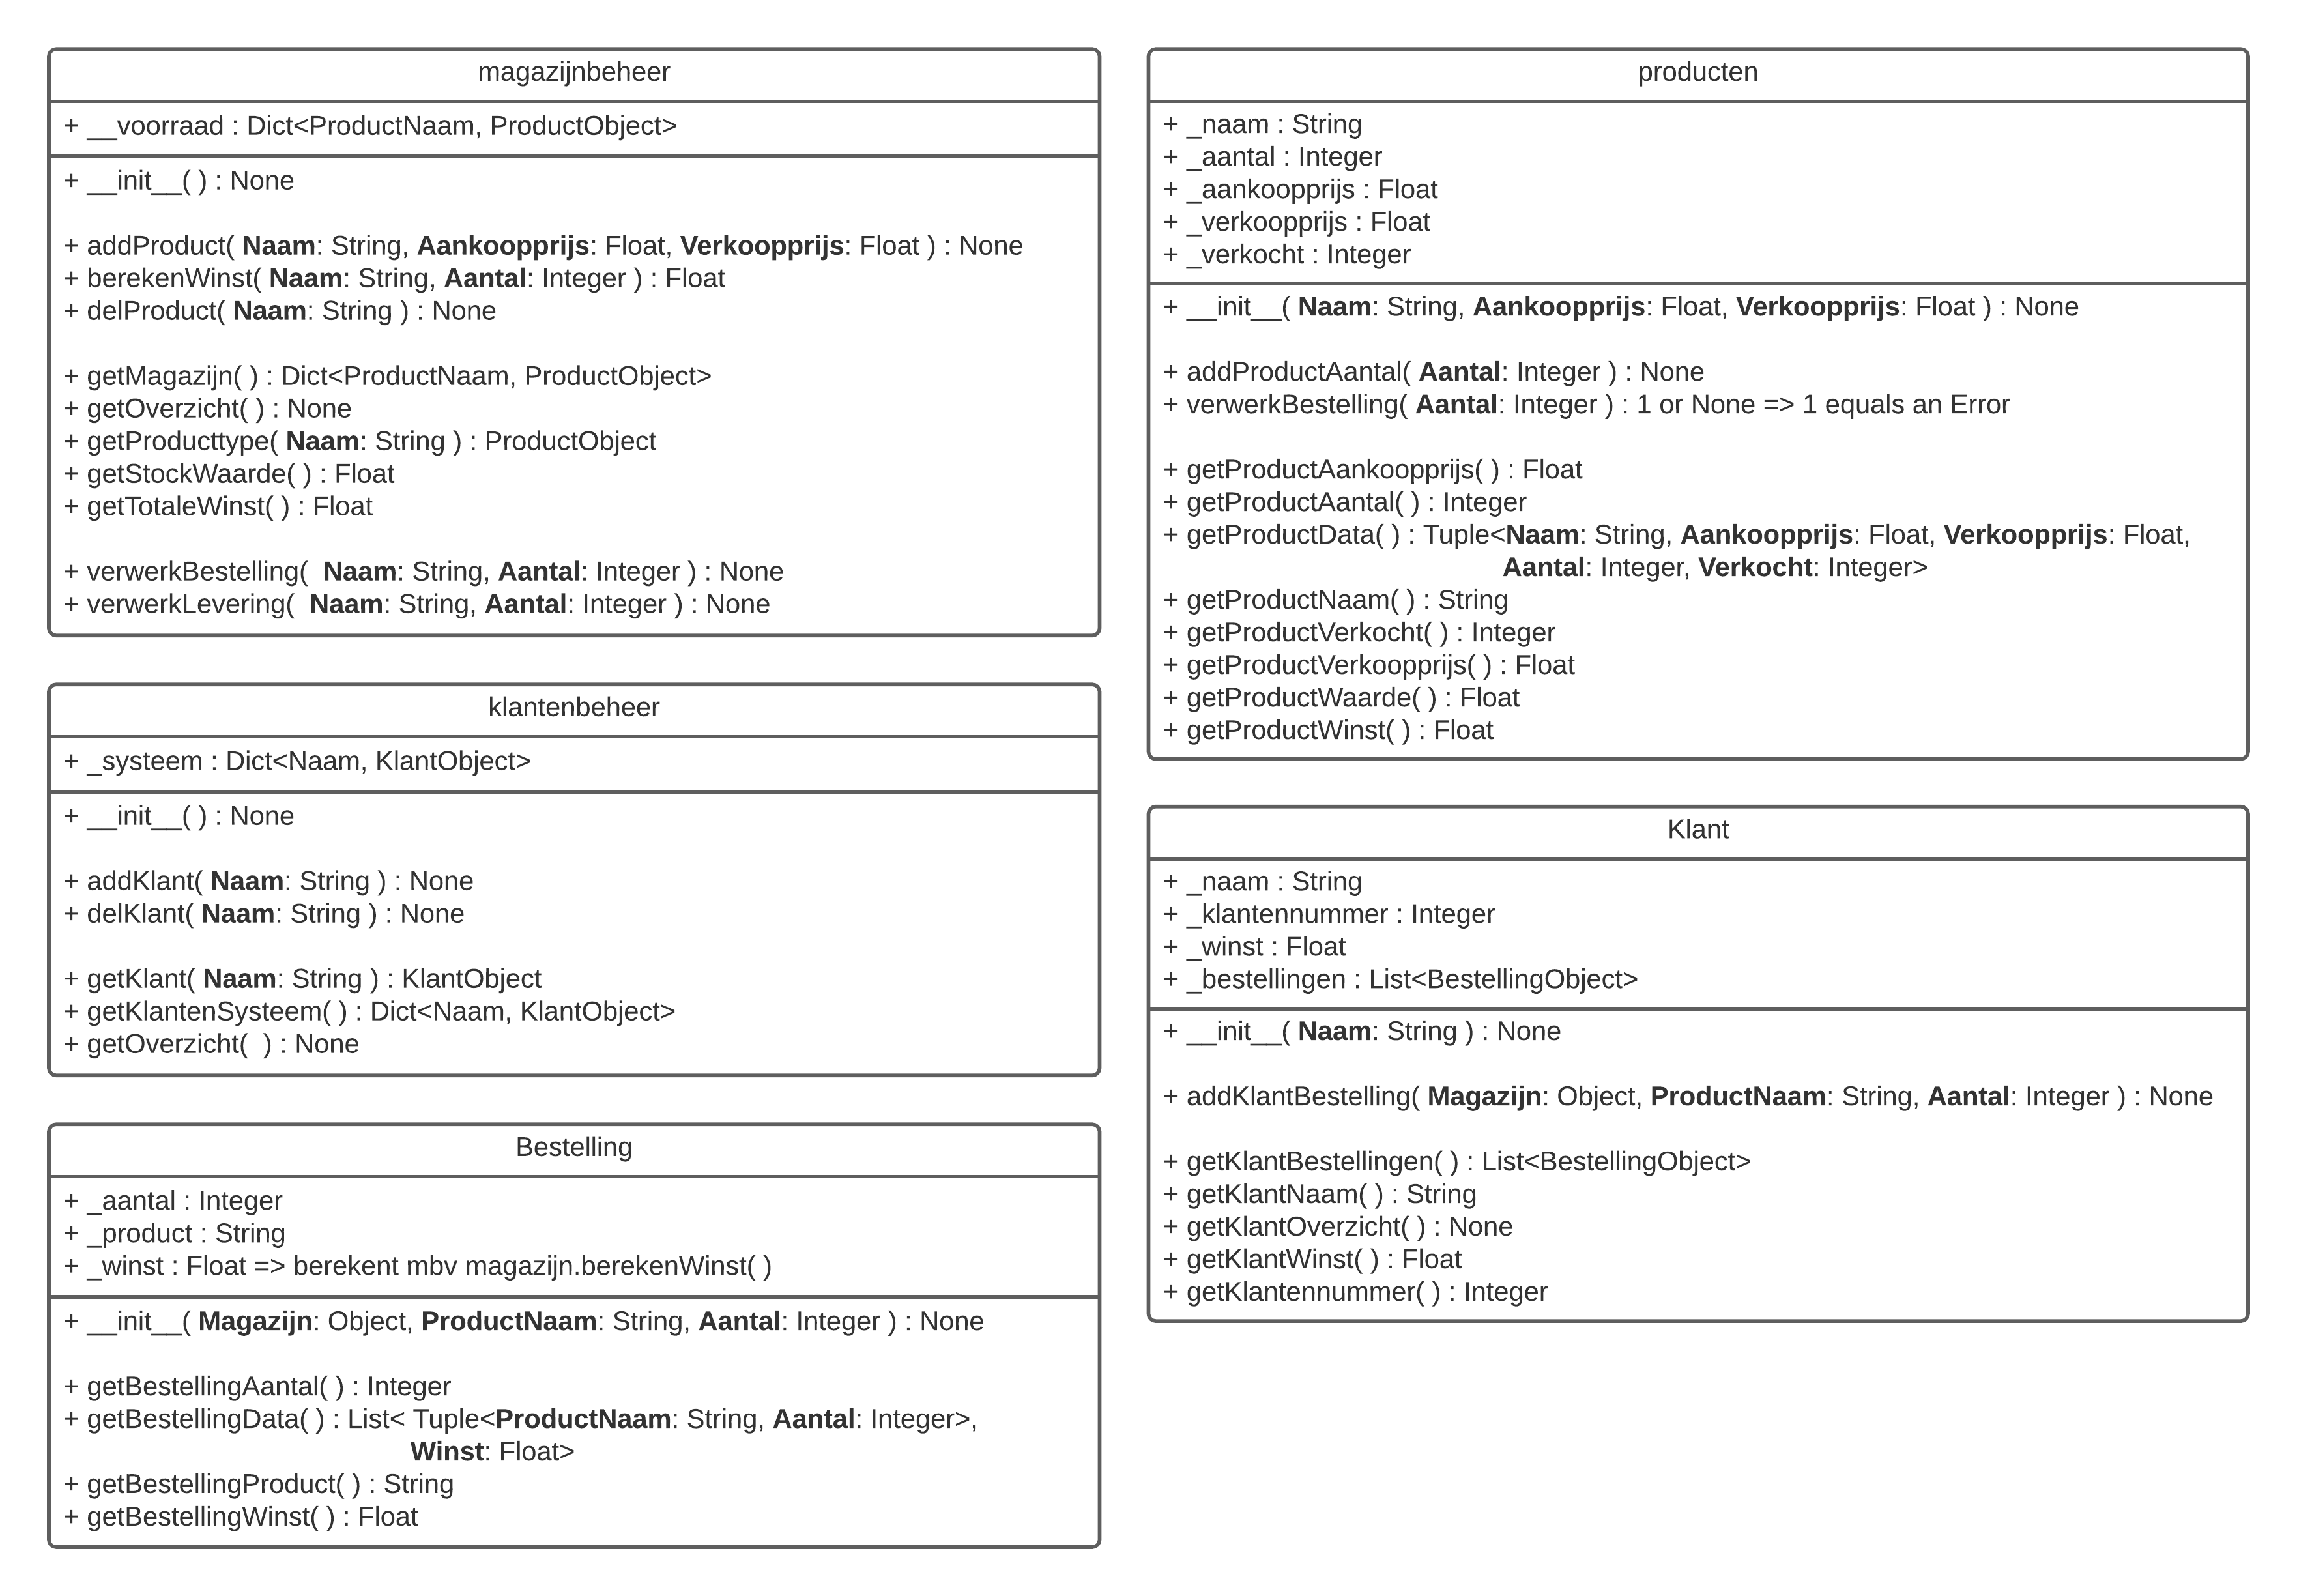 magazijnbeheer
+ __voorraad : Dict<ProductNaam, ProductObject>
+ __init__( ) : None
+ addProduct( Naam: String, Aankoopprijs: Float, Verkoopprijs: Float ) : None
+ berekenWinst( Naam: String, Aantal: Integer ) : Float
+ delProduct( Naam: String ) : None
+ getMagazijn( ) : Dict<ProductNaam, ProductObject>
+ getOverzicht( ) : None
+ getProducttype( Naam: String ) : ProductObject
+ getStockWaarde( ) : Float
+ getTotaleWinst( ) : Float
+ verwerkBestelling(  Naam: String, Aantal: Integer ) : None
+ verwerkLevering(  Naam: String, Aantal: Integer ) : None
klantenbeheer
+ _systeem : Dict<Naam, KlantObject>
+ __init__( ) : None
+ addKlant( Naam: String ) : None
+ delKlant( Naam: String ) : None
+ getKlant( Naam: String ) : KlantObject
+ getKlantenSysteem( ) : Dict<Naam, KlantObject>
+ getOverzicht(  ) : None
Bestelling
+ _aantal : Integer
+ _product : String
+ _winst : Float => berekent mbv magazijn.berekenWinst( )
+ __init__( Magazijn: Object, ProductNaam: String, Aantal: Integer ) : None
+ getBestellingAantal( ) : Integer
+ getBestellingData( ) : List< Tuple<ProductNaam: String, Aantal: Integer>,
Winst: Float>
+ getBestellingProduct( ) : String
+ getBestellingWinst( ) : Float
producten
+ _naam : String
+ _aantal : Integer
+ _aankoopprijs : Float
+ _verkoopprijs : Float
+ _verkocht : Integer
+ __init__( Naam: String, Aankoopprijs: Float, Verkoopprijs: Float ) : None
+ addProductAantal( Aantal: Integer ) : None
+ verwerkBestelling( Aantal: Integer ) : 1 or None => 1 equals an Error
+ getProductAankoopprijs( ) : Float
+ getProductAantal( ) : Integer
+ getProductData( ) : Tuple<Naam: String, Aankoopprijs: Float, Verkoopprijs: Float,
Aantal: Integer, Verkocht: Integer>
+ getProductNaam( ) : String
+ getProductVerkocht( ) : Integer
+ getProductVerkoopprijs( ) : Float
+ getProductWaarde( ) : Float
+ getProductWinst( ) : Float
Klant
+ _naam : String
+ _klantennummer : Integer
+ _winst : Float
+ _bestellingen : List<BestellingObject>
+ __init__( Naam: String ) : None
+ addKlantBestelling( Magazijn: Object, ProductNaam: String, Aantal: Integer ) : None
+ getKlantBestellingen( ) : List<BestellingObject>
+ getKlantNaam( ) : String
+ getKlantOverzicht( ) : None
+ getKlantWinst( ) : Float
+ getKlantennummer( ) : Integer